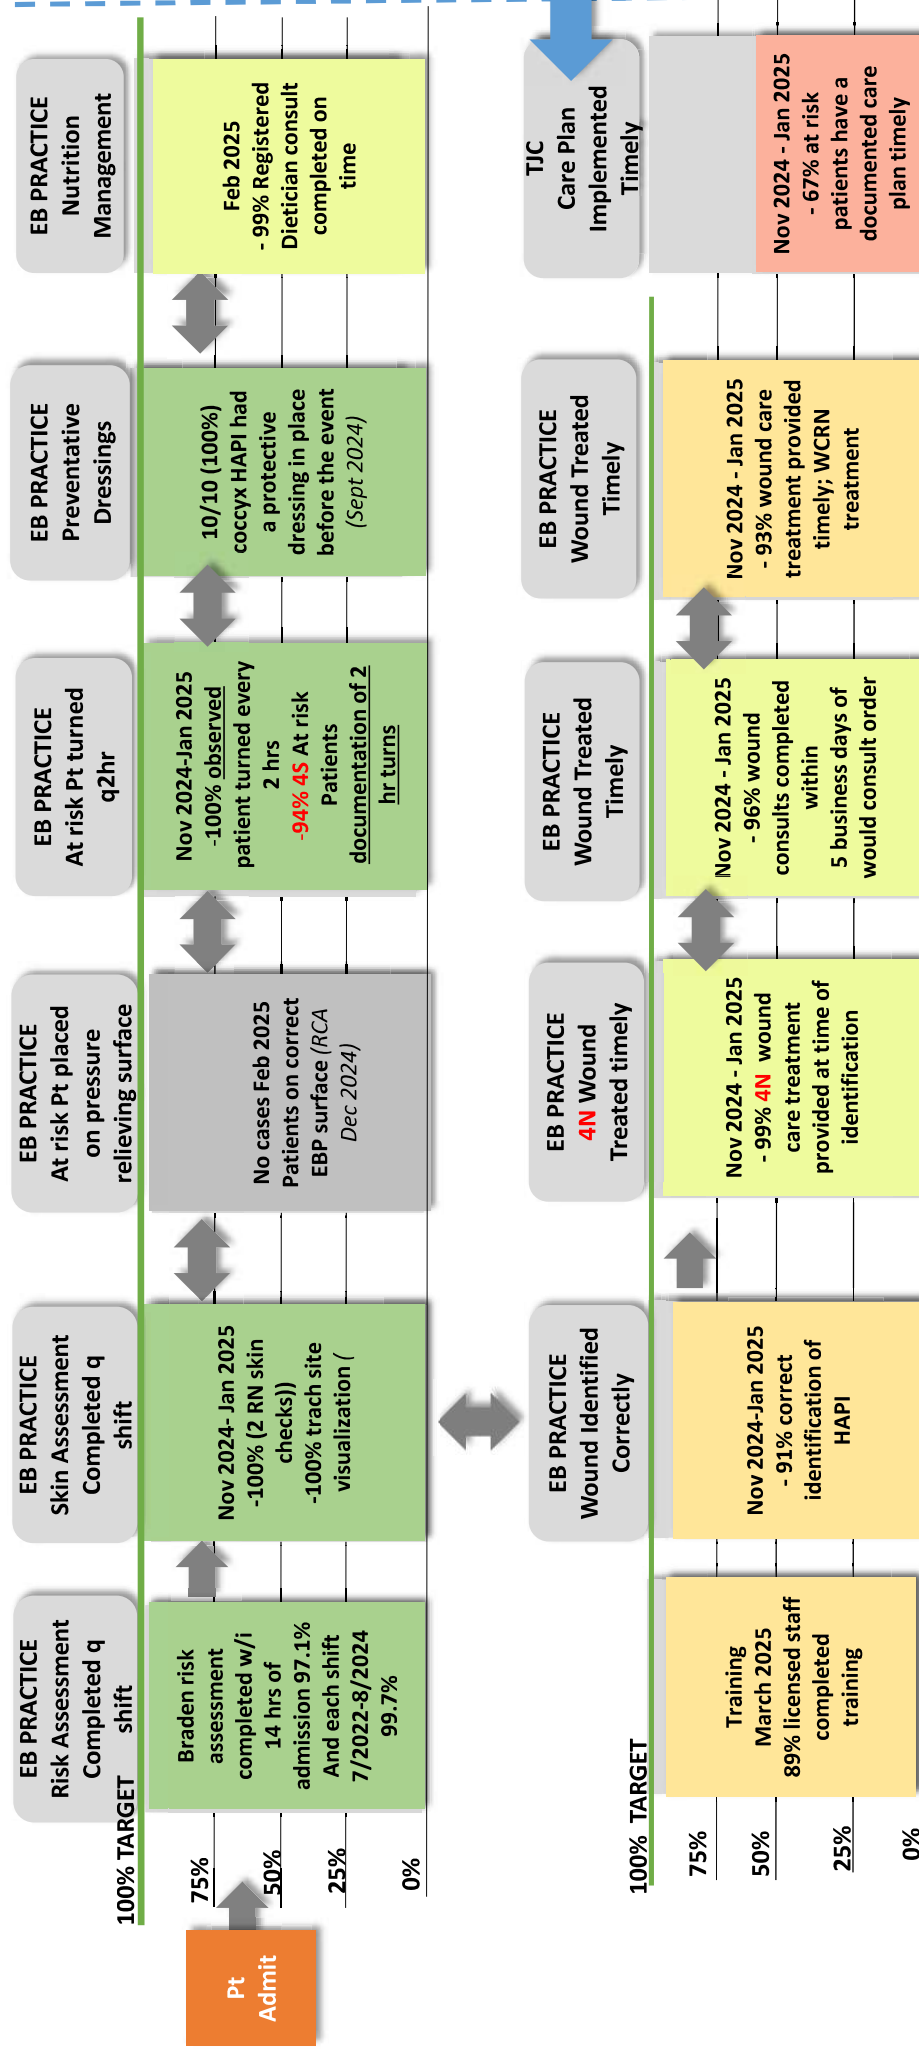 Pt
Admit
100% TARGET
75%
50%
25%
0%
EB PRACTICE
Risk Assessment
Completed q
shift
Braden risk
assessment
completed w/i
14 hrs of
admission 97.1%
And each shift
7/2022-8/2024
99.7%
EB PRACTICE
Skin Assessment
Completed q
shift
Nov 2024- Jan 2025
-100% (2 RN skin
checks))
-100% trach site
visualization (
EB PRACTICE
At risk Pt placed
on pressure
relieving surface
No cases Feb 2025
Patients on correct
EBP surface (RCA
Dec 2024)
EB PRACTICE
At risk Pt turned
q2hr
Nov 2024-Jan 2025
-100% observed
patient turned every
2 hrs
-94% 4S At risk
Patients
documentation of 2
hr turns
EB PRACTICE
Preventative
Dressings
10/10 (100%)
coccyx HAPI had
a protective
dressing in place
before the event
(Sept 2024)
EB PRACTICE
Nutrition
Management
Feb 2025
- 99% Registered
Dietician consult
completed on
time
100% TARGET
75%
50%
25%
0%
Training
March 2025
89% licensed staff
completed
training
EB PRACTICE
Wound Identified
Correctly
Nov 2024-Jan 2025
- 91% correct
identification of
HAPI
EB PRACTICE
4N Wound
Treated timely
Nov 2024 - Jan 2025
- 99% 4N wound
care treatment
provided at time of
identification
EB PRACTICE
Wound Treated
Timely
Nov 2024 - Jan 2025
- 96% wound
consults completed
within
5 business days of
would consult order
EB PRACTICE
Wound Treated
Timely
Nov 2024 - Jan 2025
- 93% wound care
treatment provided
timely; WCRN
treatment
TJC
Care Plan
Implemented
Timely
Nov 2024 - Jan 2025
- 67% at risk
patients have a
documented care
plan timely